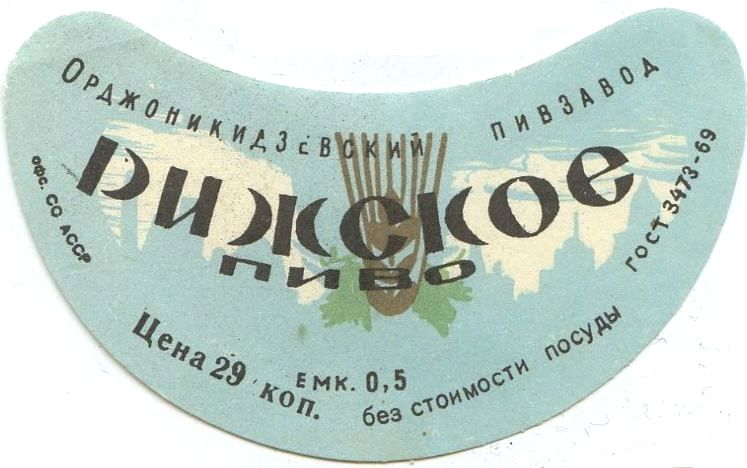 Орджоникидзевский пивзавод
Рижское
пиво
офс. СО АССР
Цена 29 коп.
ЕМК. 0,5
без стоимости посуды
ГОСТ 3473-69